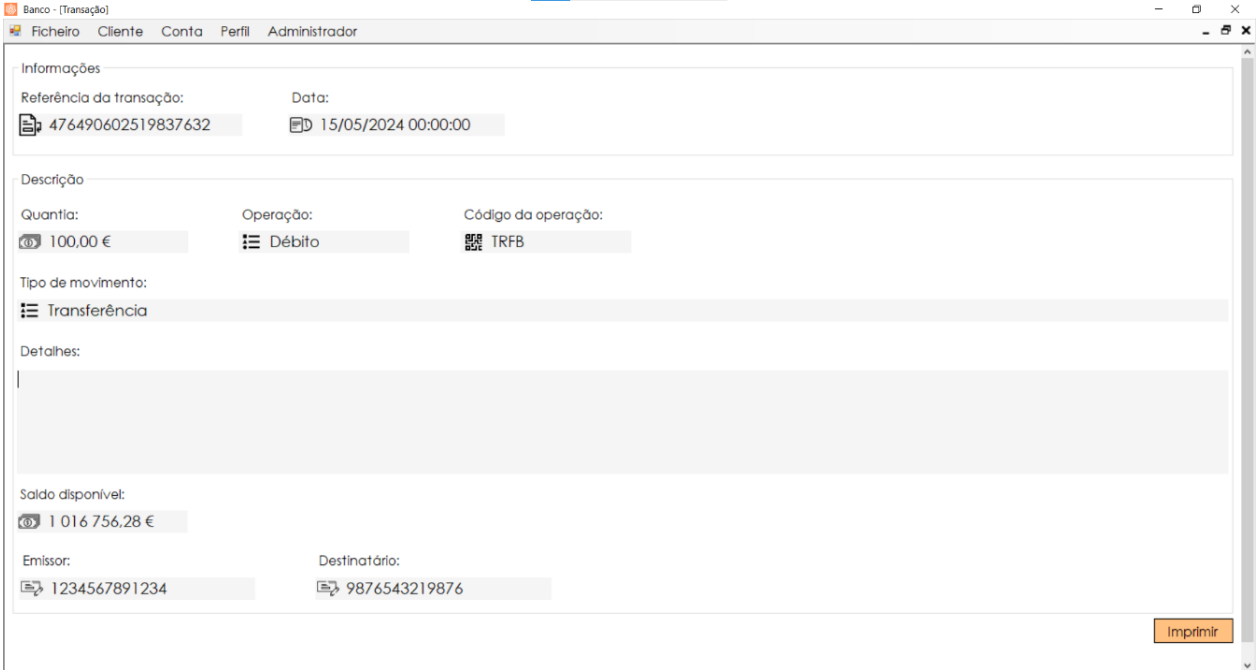 Banco - [Transação]
Ficheiro Cliente Conta Perfil Administrador
Informações
Referência da transação: Data:
476490602519837632 15/05/2024 00:00:00
Descrição
Quantia: Operação: Código da operação:
100,00 € Débito TRFB
Tipo de movimento:
Transferência
Detalhes:
Saldo disponível:
1 016 756,28 €
Emissor: Destinatário:
1234567891234 9876543219876
Imprimir